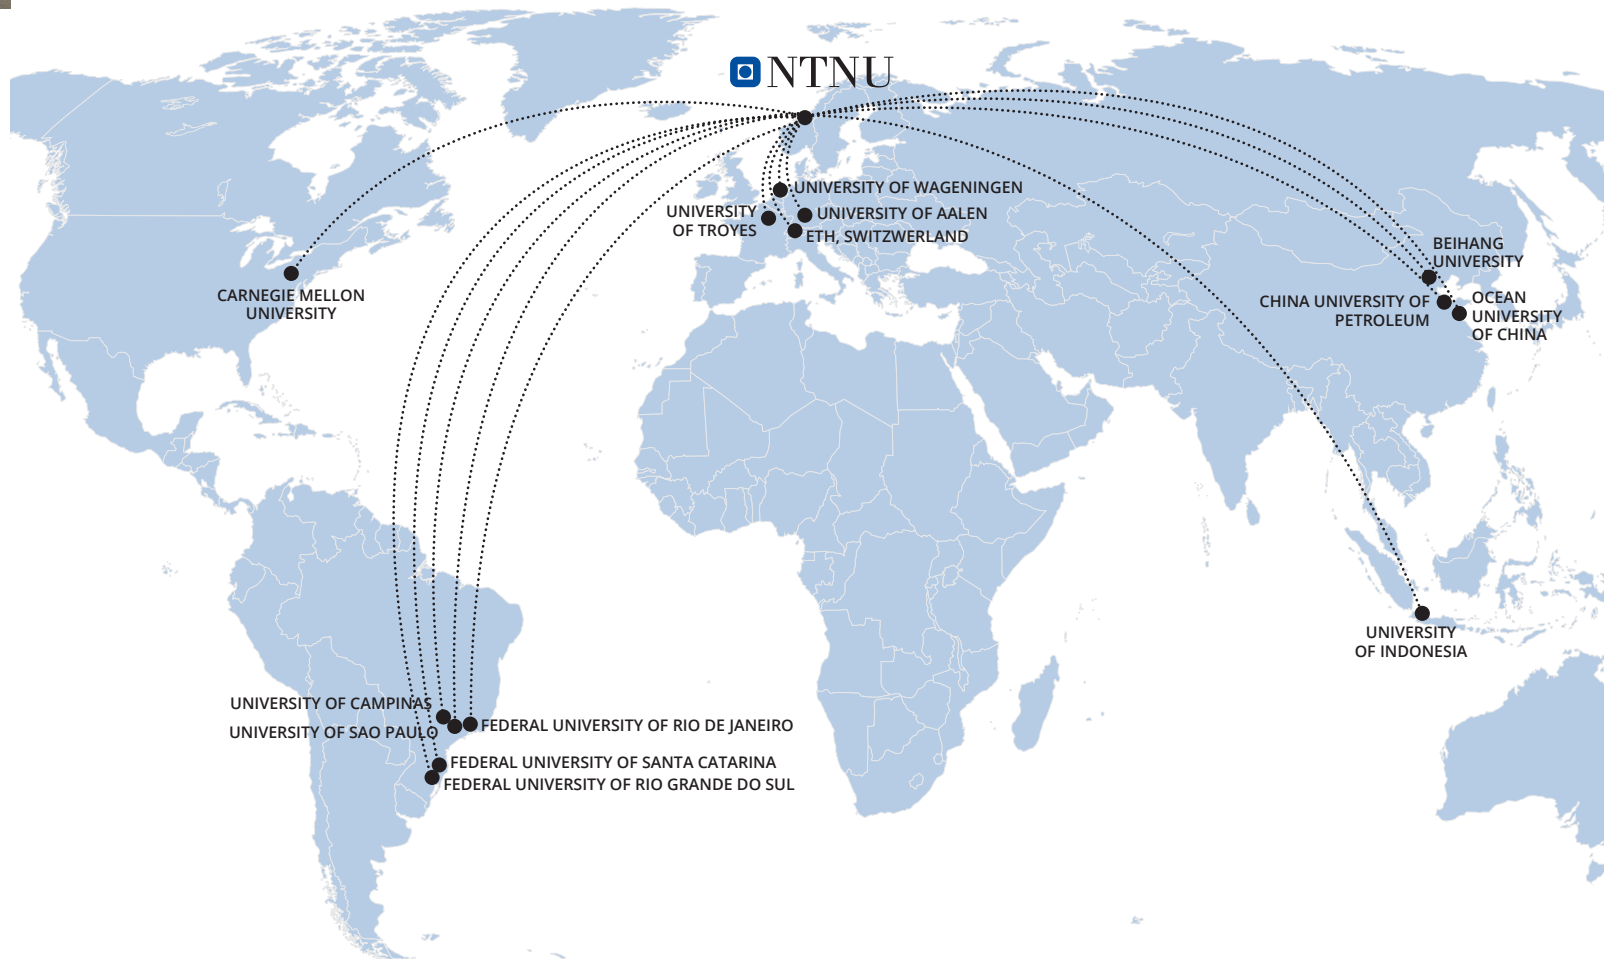 NTNU
UNIVERSITY OF WAGENINGEN
UNIVERSITY
OF TROYES
UNIVERSITY OF AALEN
ETH, SWITZWERLAND
BEIHANG
UNIVERSITY
CARNEGIE MELLON
UNIVERSITY
CHINA UNIVERSITY OF
PETROLEUM
OCEAN
UNIVERSITY
OF CHINA
UNIVERSITY
OF INDONESIA
UNIVERSITY OF CAMPINAS
UNIVERSITY OF SAO PAULO
FEDERAL UNIVERSITY OF RIO DE JANEIRO
FEDERAL UNIVERSITY OF SANTA CATARINA
FEDERAL UNIVERSITY OF RIO GRANDE DO SUL